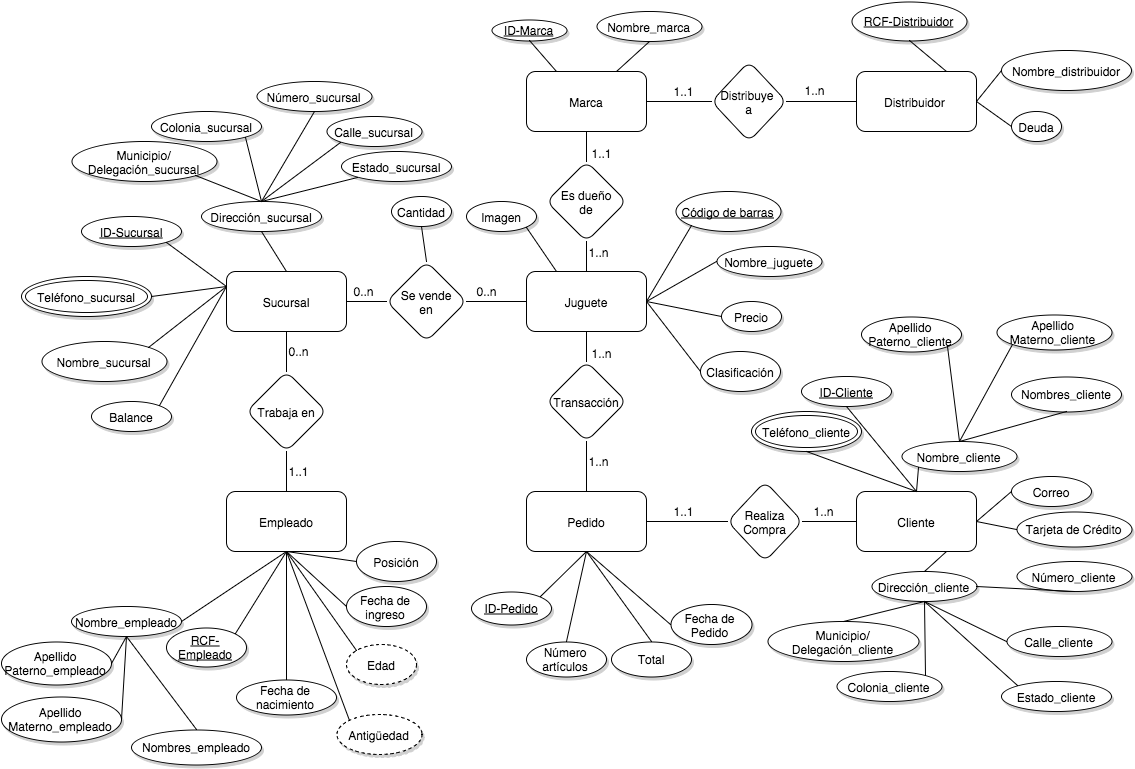 RCF-Distribuidor
ID-Marca
Nombre_marca
Nombre_distribuidor
Número_sucursal
1..1
Distribuye
a
1..n
Marca
Distribuidor
Colonia_sucursal
Calle_sucursal
Deuda
Municipio/
Delegación_sucursal
Estado_sucursal
1..1
Es dueño
de
Dirección_sucursal
Cantidad
Imagen
Código de barras
ID-Sucursal
1..n
Nombre_juguete
Teléfono_sucursal
Sucursal
0..n
Se vende
en
0..n
Juguete
Precio
0..n
1..n
Apellido
Paterno_cliente
Apellido
Materno_cliente
Nombre_sucursal
Clasificación
ID-Cliente
Nombres_cliente
Balance
Trabaja en
Transacción
Teléfono_cliente
Nombre_cliente
1..1
1..n
Correo
Empleado
Pedido
1..1
Realiza
Compra
1..n
Cliente
Tarjeta de Crédito
Posición
Número_cliente
Dirección_cliente
Fecha de
ingreso
ID-Pedido
Nombre_empleado
Fecha de
Pedido
RCF-
Empleado
Municipio/
Delegación_cliente
Calle_cliente
Apellido
Paterno_empleado
Edad
Número
artículos
Total
Colonia_cliente
Estado_cliente
Fecha de
nacimiento
Apellido
Materno_empleado
Antigüedad
Nombres_empleado